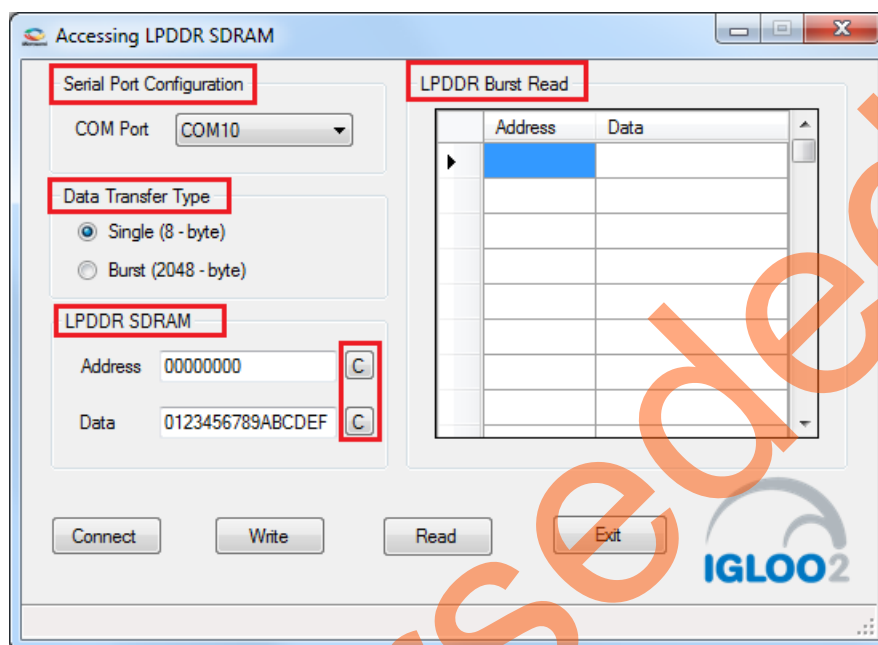 Accessing LPDDR SDRAM
Serial Port Configuration
COM Port COM10
Data Transfer Type
Single (8 - byte)
Burst (2048 - byte)
LPDDR SDRAM
Address 00000000 C
Data 0123456789ABCDEF C
LPDDR Burst Read
Address Data
Connect Write Read Exit
IGLOO2